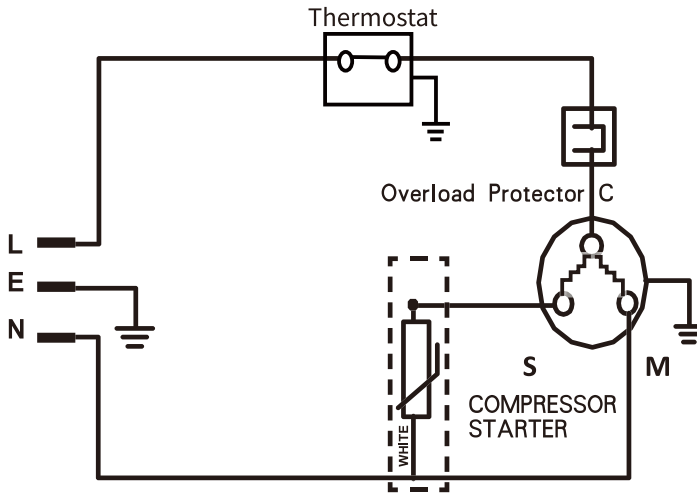 Thermostat
Overload Protector C
L
E
N
S
M
COMPRESSOR
STARTER
WHITE